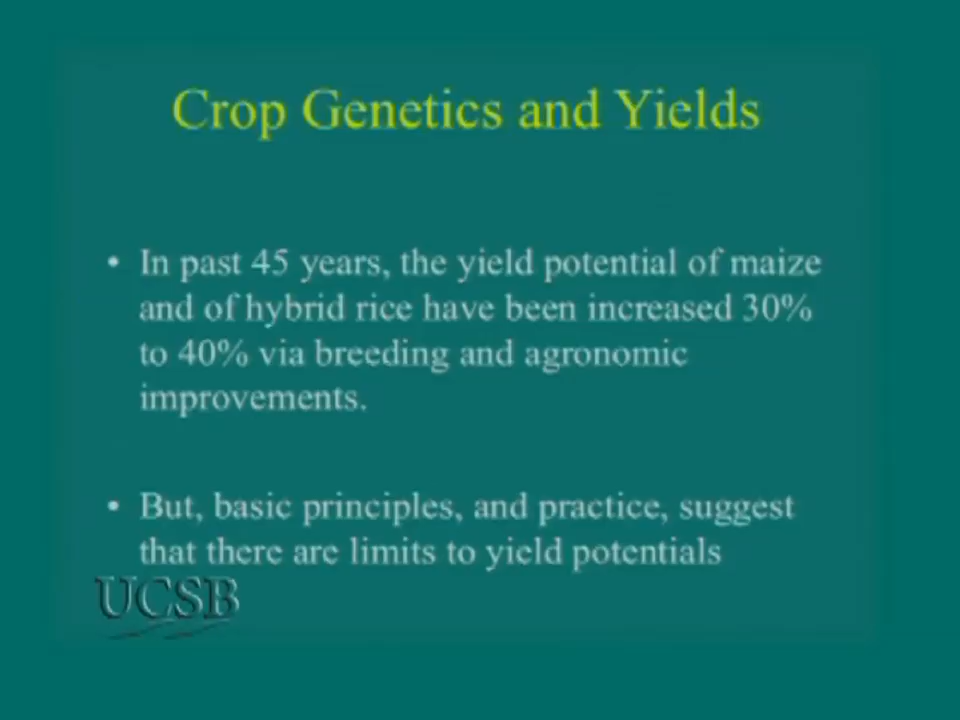 Crop Genetics and Yields
• In past 45 years, the yield potential of maize
and of hybrid rice have been increased 30%
to 40% via breeding and agronomic
improvements.
• But, basic principles, and practice, suggest
that there are limits to yield potentials
UCSB